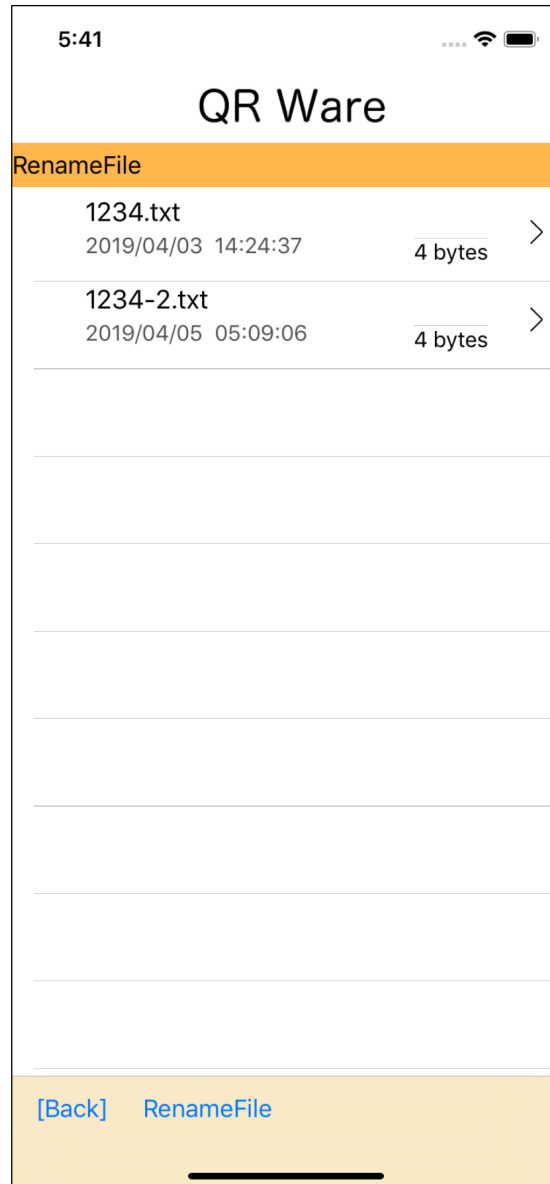 5:41
QR Ware
RenameFile
1234.txt
2019/04/03 14:24:37
4 bytes
1234-2.txt
2019/04/05 05:09:06
4 bytes
[Back] RenameFile